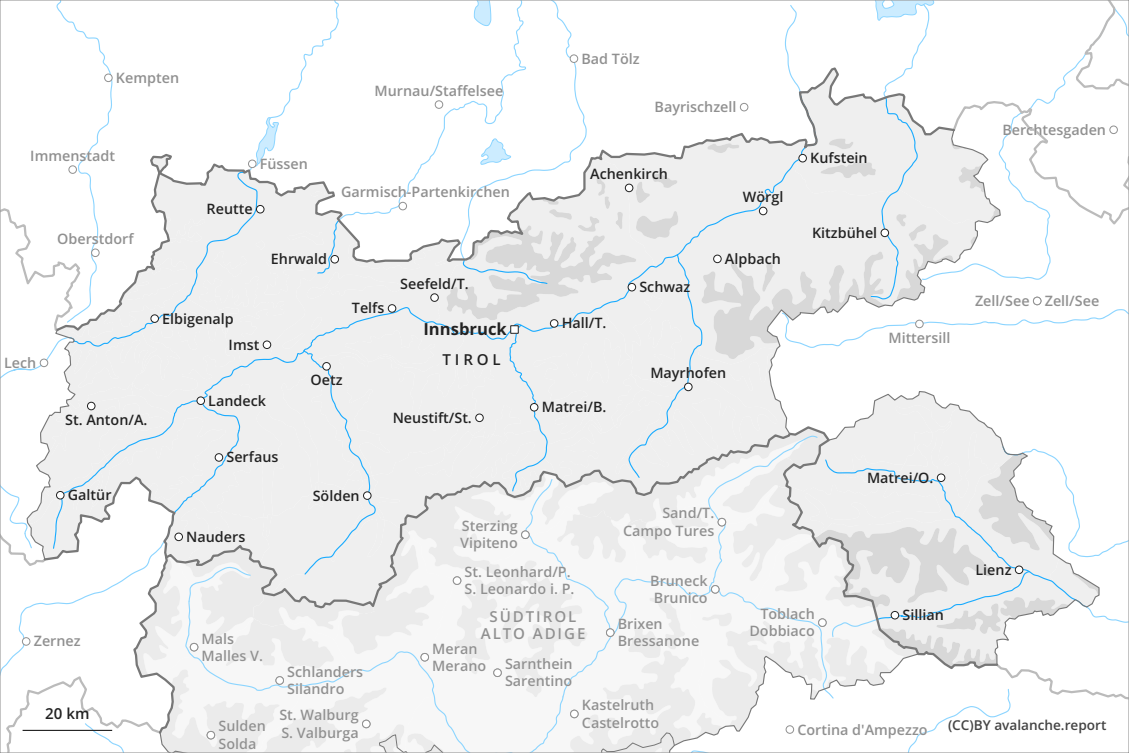 Kempten
Bad Tölz
Murnau/Staffelsee
Bayrischzell
Berchtesgaden
Immenstadt
Füssen
Kufstein
Achenkirch
Garmisch-Partenkirchen
Wörgl
Reutte
Oberstdorf
Kitzbühel
Ehrwald
Alpbach
Seefeld/T.
Schwaz
Zell/See
Zell/See
Telfs
Elbigenalp
Innsbruck
Hall/T.
Mittersill
Imst
TIROL
Lech
Oetz
Mayrhofen
Landeck
Matrei/B.
St. Anton/A.
Neustift/St.
Serfaus
Matrei/O.
Galtür
Sölden
Sand/T.
Campo Tures
Sterzing
Vipiteno
Nauders
St. Leonhard/P.
S. Leonardo i. P.
Lienz
Bruneck
Brunico
SÜDTIROL
ALTO ADIGE
Toblach
Dobbiaco
Sillian
Brixen
Bressanone
Zernez
Mals
Malles V.
Meran
Merano
Sarnthein
Sarentino
Schlanders
Silandro
Kastelruth
Castelrotto
St. Walburg
S. Valburga
20 km
Sulden
Solda
Cortina d'Ampezzo
(CC)BY avalanche.report